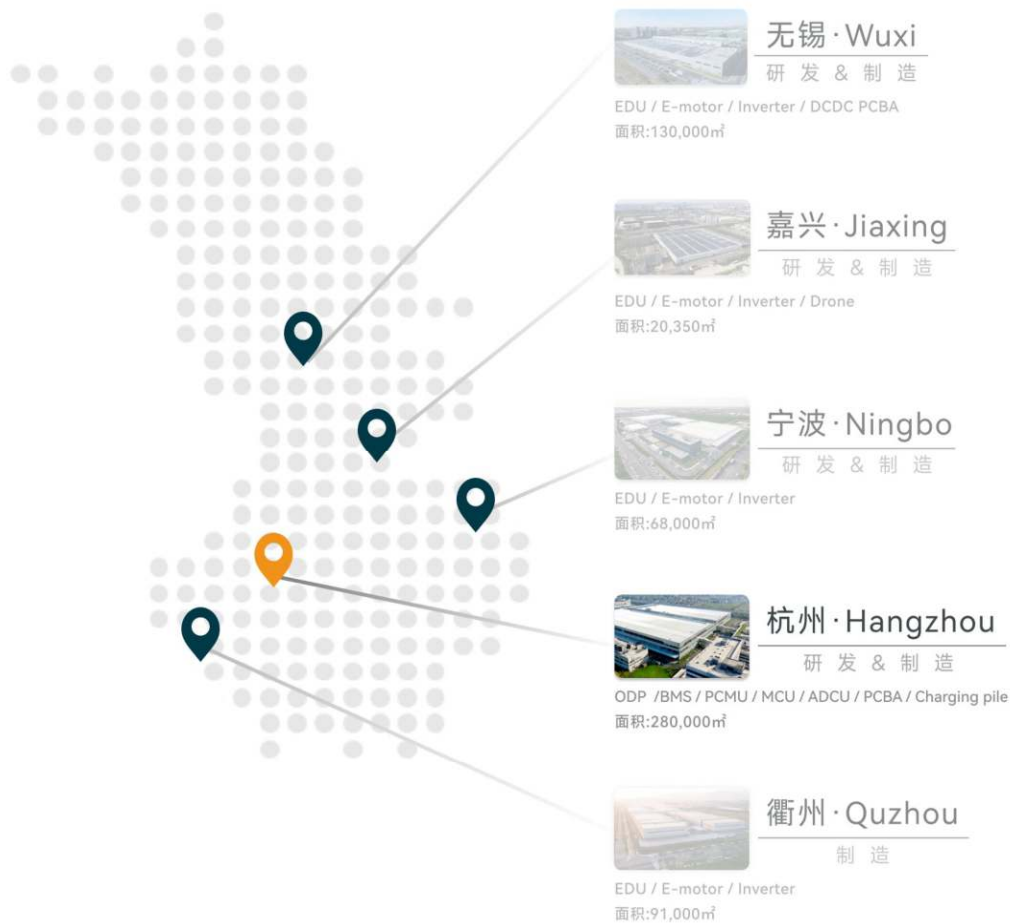 无锡·Wuxi
研发&制造
EDU / E-motor / Inverter / DCDC PCBA
面积:130,000㎡
嘉兴·Jiaxing
研发&制造
EDU / E-motor / Inverter / Drone
面积:20,350㎡
宁波·Ningbo
研发&制造
EDU / E-motor / Inverter
面积:68,000㎡
杭州·Hangzhou
研发&制造
ODP /BMS / PCMU / MCU / ADCU / PCBA / Charging pile
面积:280,000㎡
衢州·Quzhou
制造
EDU / E-motor / Inverter
面积:91,000㎡